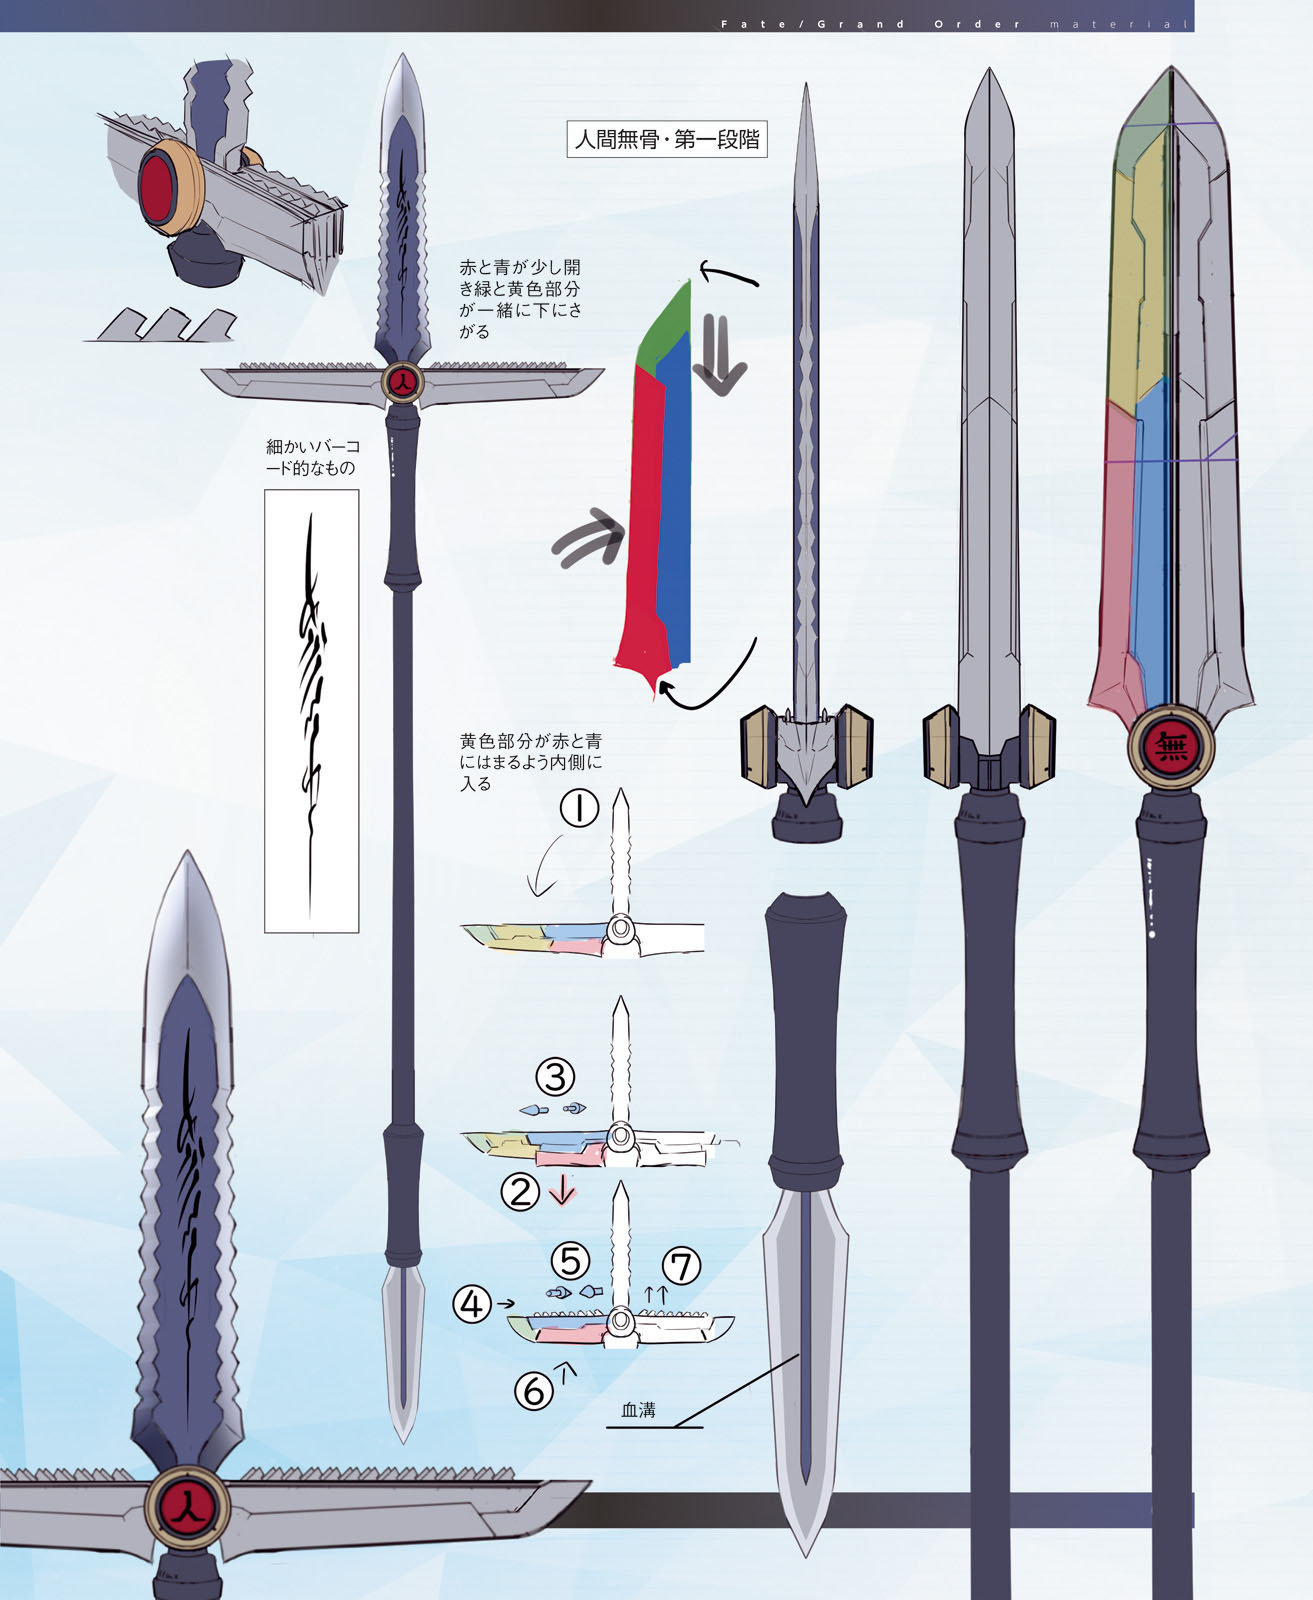 Fate/Grand Order material
人間無骨・第一段階
赤と青が少し開
き緑と黄色部分
が一緒に下にさ
がる
人
細かいバーコ
ード的なもの
黄色部分が赤と青
にはまるよう内側に
入る
無
①
③
②
⑤
⑦
④
⑥
血溝
人